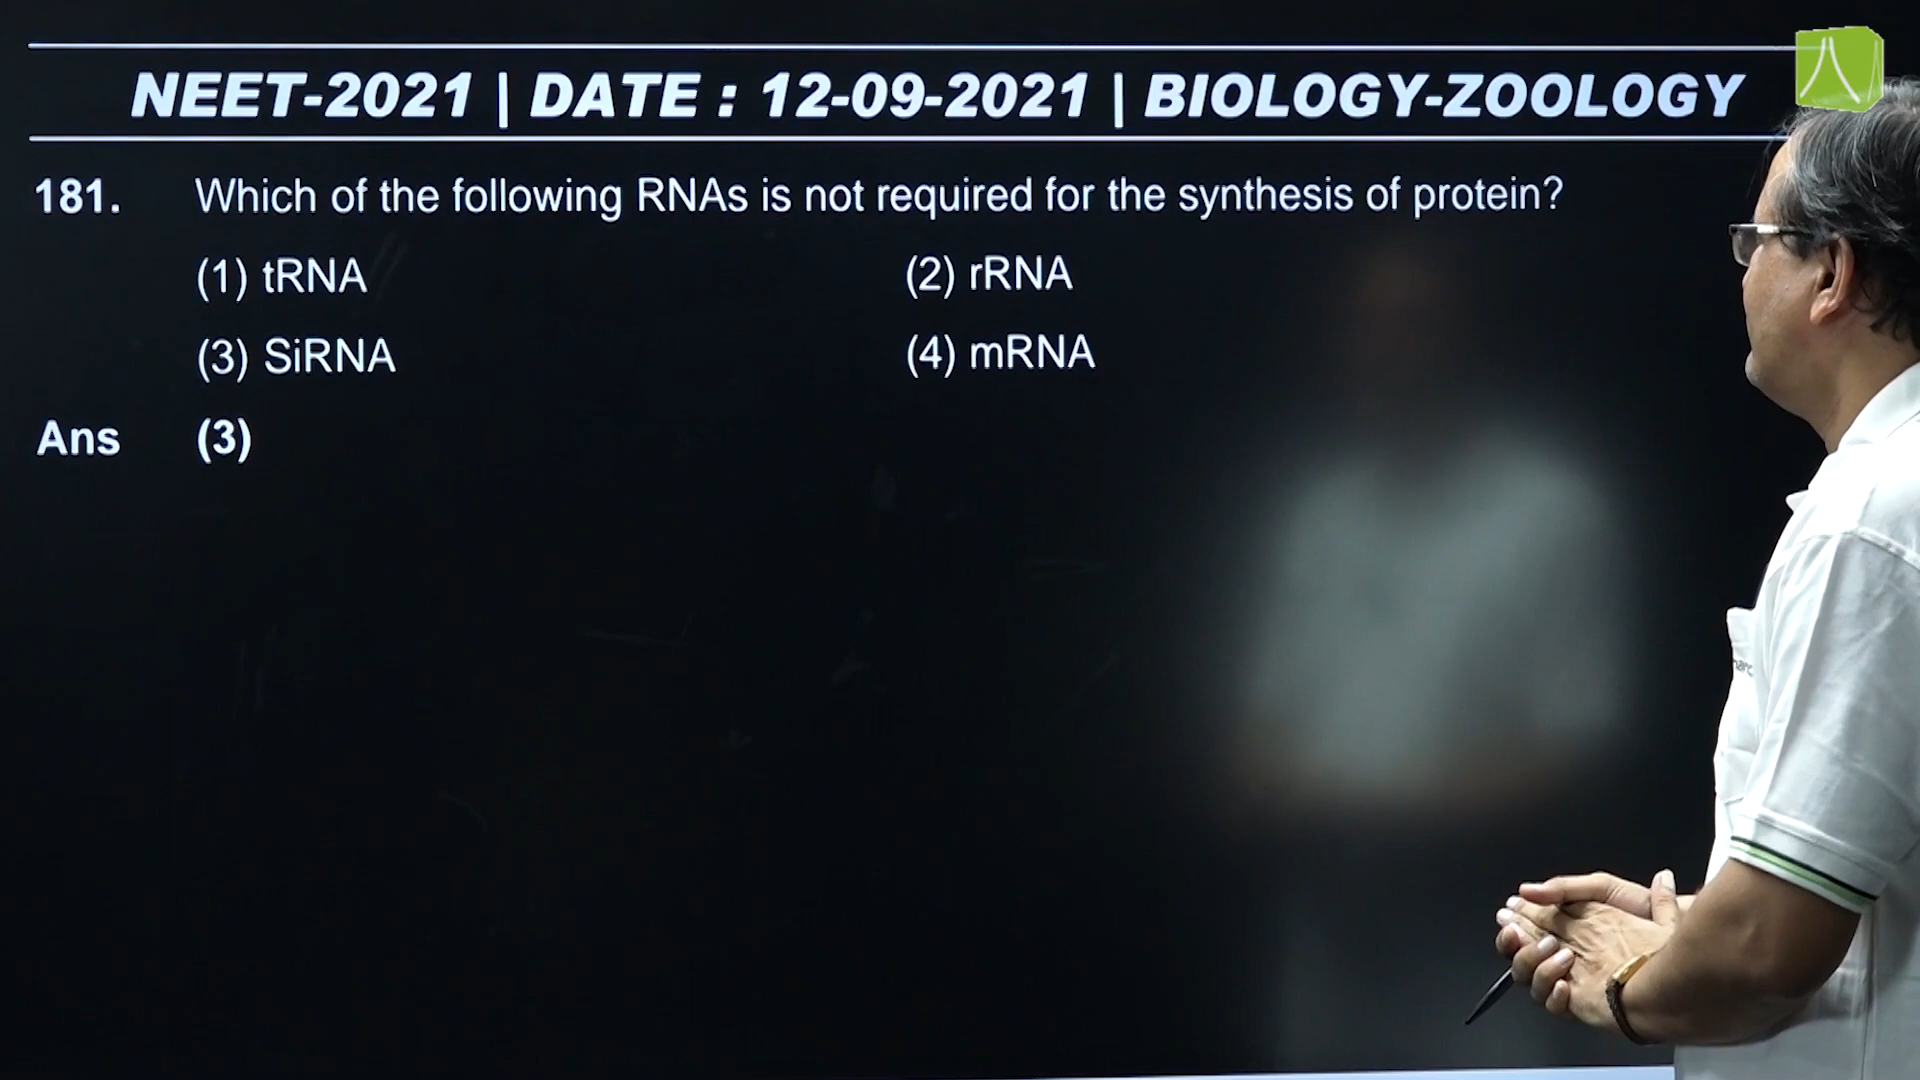 NEET-2021 | DATE : 12-09-2021 | BIOLOGY-ZOOLOGY
181. Which of the following RNAs is not required for the synthesis of protein?
(1) tRNA (2) rRNA
(3) SiRNA (4) mRNA
Ans (3)